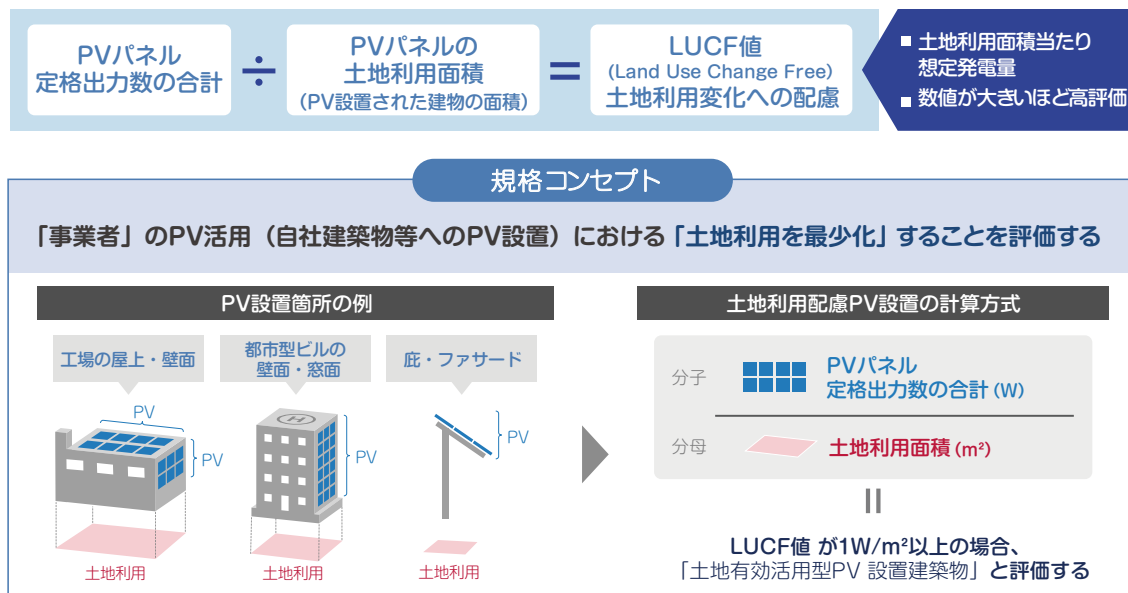 PVパネル
定格出力数の合計
÷
PVパネルの
土地利用面積
(PV設置された建物の面積)
=
LUCF値
(Land Use Change Free)
土地利用変化への配慮
■ 土地利用面積当たり
想定発電量
■ 数値が大きいほど高評価
規格コンセプト
「事業者」のPV活用（自社建築物等へのPV設置）における「土地利用を最少化」することを評価する
PV設置箇所の例
工場の屋上・壁面
都市型ビルの
壁面・窓面
庇・ファサード
PV
PV
H
PV
PV
土地利用
土地利用
土地利用
土地利用配慮PV設置の計算方式
分子
PVパネル
定格出力数の合計 (W)
分母
土地利用面積 (m²)
LUCF値 が1W/m²以上の場合、
「土地有効活用型PV 設置建築物」と評価する